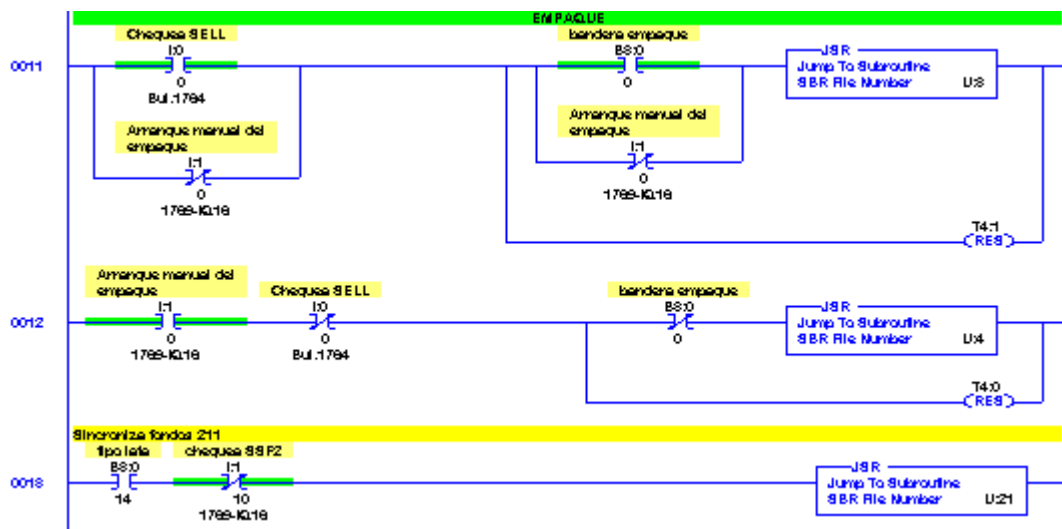 EMPAQUE
Chequea SELL
bandera empaque
0011
I:0
0
Bul.1764
B3:0
0
JSR
Jump To Subroutine
SBR File Number U:3
Arranque manual del
empaque
I:1
0
1769-IQ16
Arranque manual del
empaque
I:1
0
1769-IQ16
T4:1
RES
0012
Arranque manual del
empaque
I:1
0
1769-IQ16
Chequea SELL
I:0
0
Bul.1764
bandera empaque
B3:0
0
JSR
Jump To Subroutine
SBR File Number U:4
T4:0
RES
Sincroniza fondos 211
0013
tipo lata
B3:0
14
chequea SSP2
I:1
10
1769-IQ16
JSR
Jump To Subroutine
SBR File Number U:21